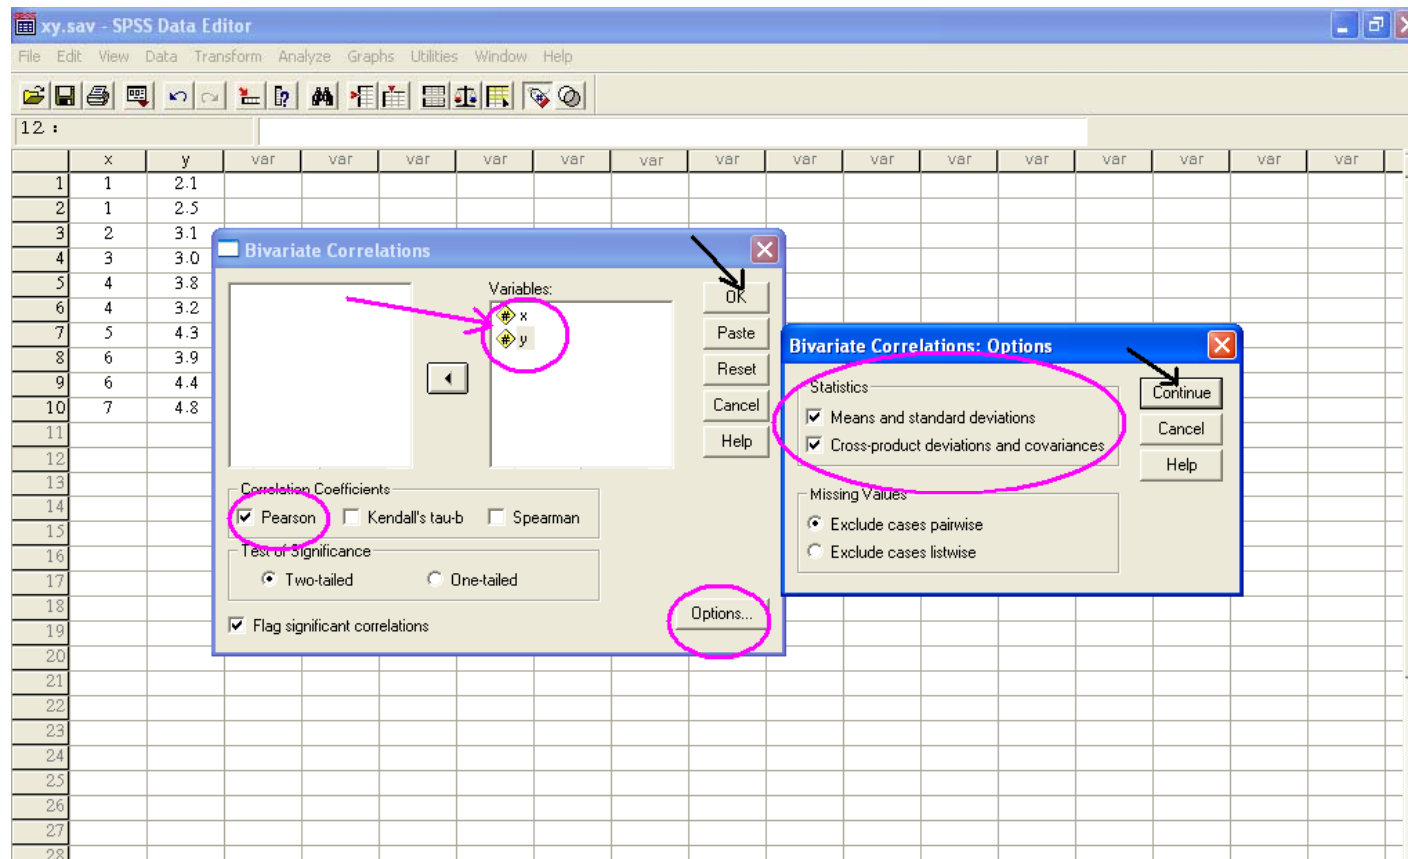 xy.sav - SPSS Data Editor
File Edit View Data Transform Analyze Graphs Utilities Window Help
12 :
x y var var var var var var var var var var var var var var var
1 1 2.1
2 1 2.5
3 2 3.1
4 3 3.0
5 4 3.8
6 4 3.2
7 5 4.3
8 6 3.9
9 6 4.4
10 7 4.8
11
12
13
14
15
16
17
18
19
20
21
22
23
24
25
26
27
28
Bivariate Correlations
Variables:
# x
# y
OK
Paste
Reset
Cancel
Help
Correlation Coefficients
Pearson Kendall's tau-b Spearman
Test of Significance
Two-tailed One-tailed
Flag significant correlations
Options...
Bivariate Correlations: Options
Statistics
Means and standard deviations
Cross-product deviations and covariances
Missing Values
Exclude cases pairwise
Exclude cases listwise
Continue
Cancel
Help